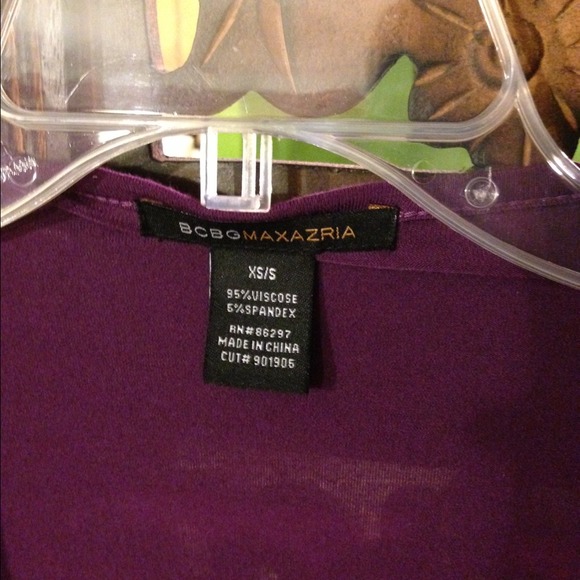 BCBGMAXAZRIA
XS/S
95%VISCOSE
5%SPANDEX
RN#86297
MADE IN CHINA
CUT# 901906